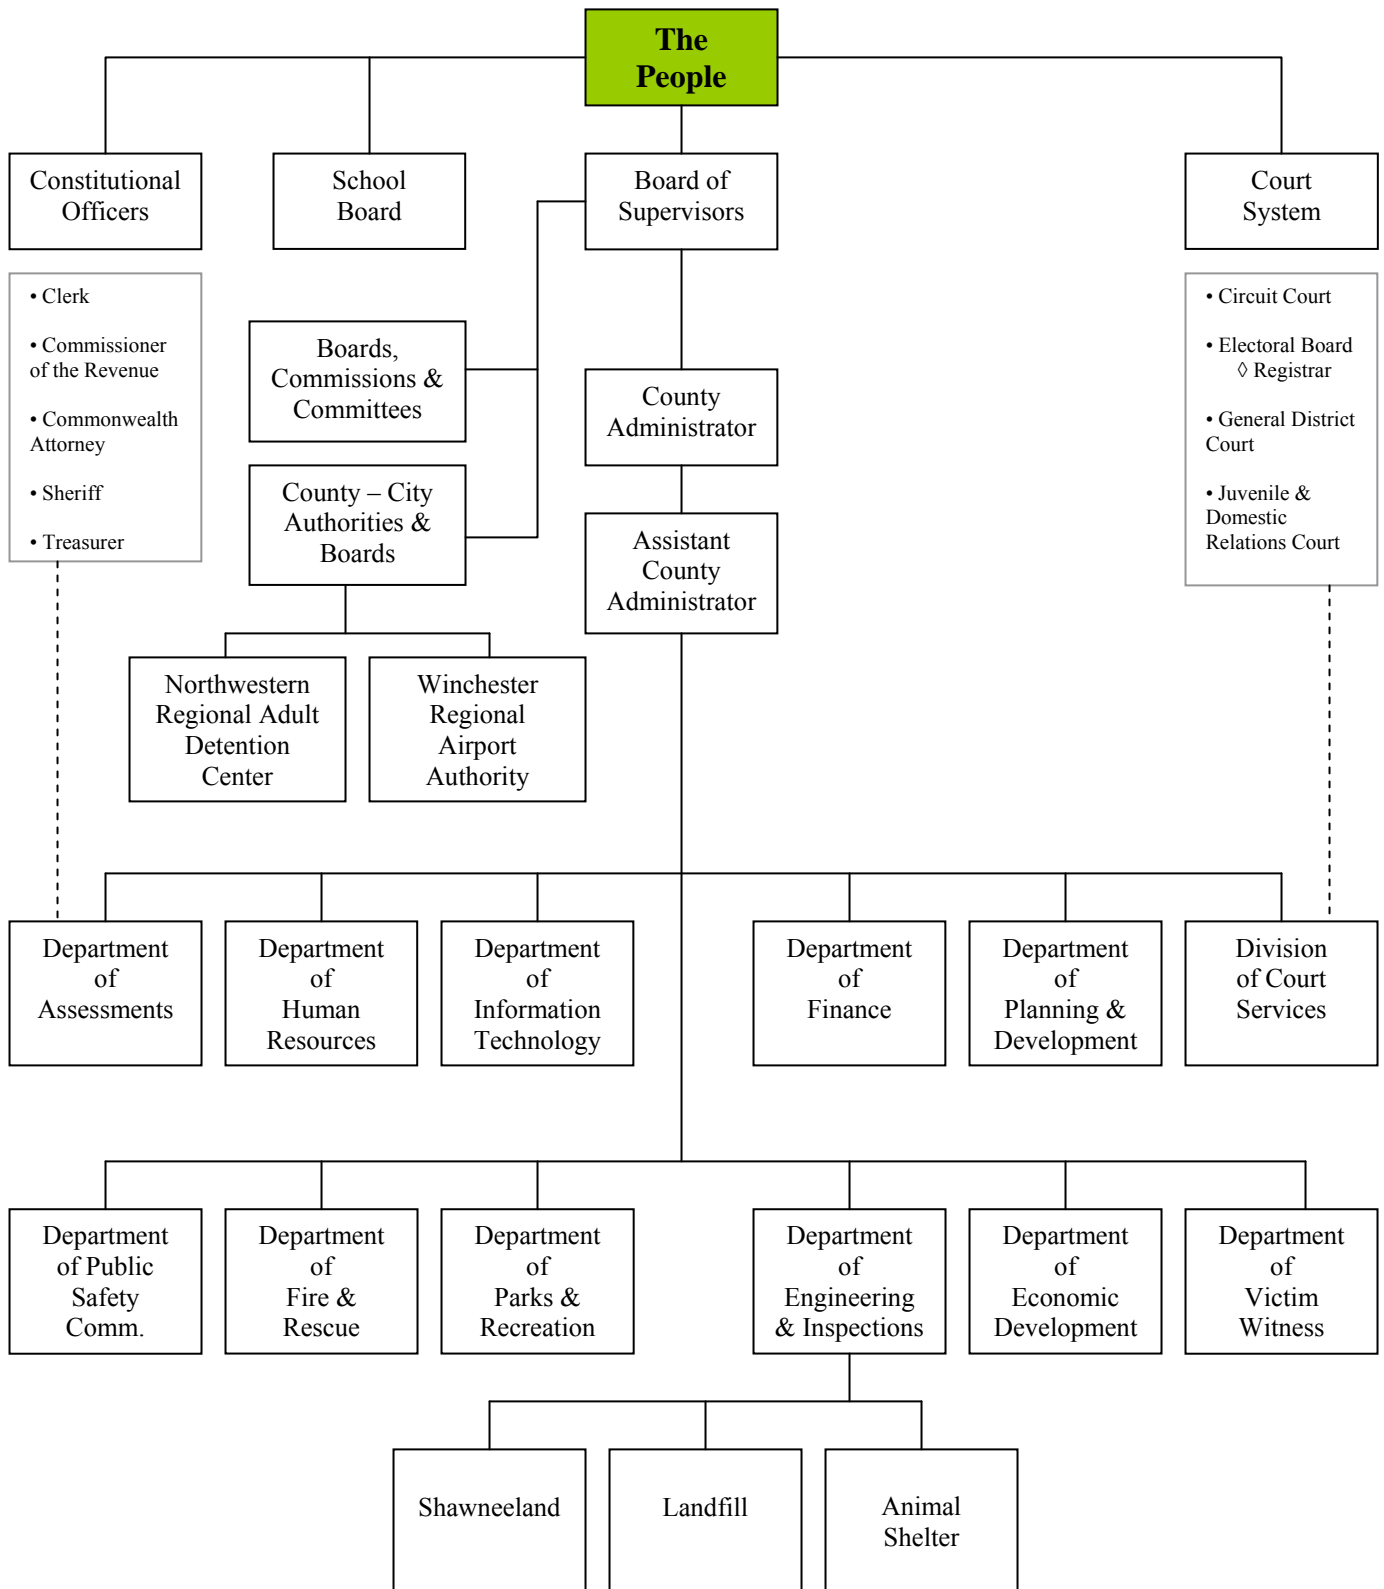 The
People
Constitutional
Officers
School
Board
Board of
Supervisors
Court
System
• Clerk
• Commissioner
of the Revenue
• Commonwealth
Attorney
• Sheriff
• Treasurer
Boards,
Commissions &
Committees
County – City
Authorities &
Boards
County
Administrator
Assistant
County
Administrator
• Circuit Court
• Electoral Board
◊ Registrar
• General District
Court
• Juvenile &
Domestic
Relations Court
Northwestern
Regional Adult
Detention
Center
Winchester
Regional
Airport
Authority
Department
of
Assessments
Department
of
Human
Resources
Department
of
Information
Technology
Department
of
Finance
Department
of
Planning &
Development
Division
of Court
Services
Department
of Public
Safety
Comm.
Department
of
Fire &
Rescue
Department
of
Parks &
Recreation
Department
of
Engineering
& Inspections
Department
of
Economic
Development
Department
of
Victim
Witness
Shawneeland
Landfill
Animal
Shelter